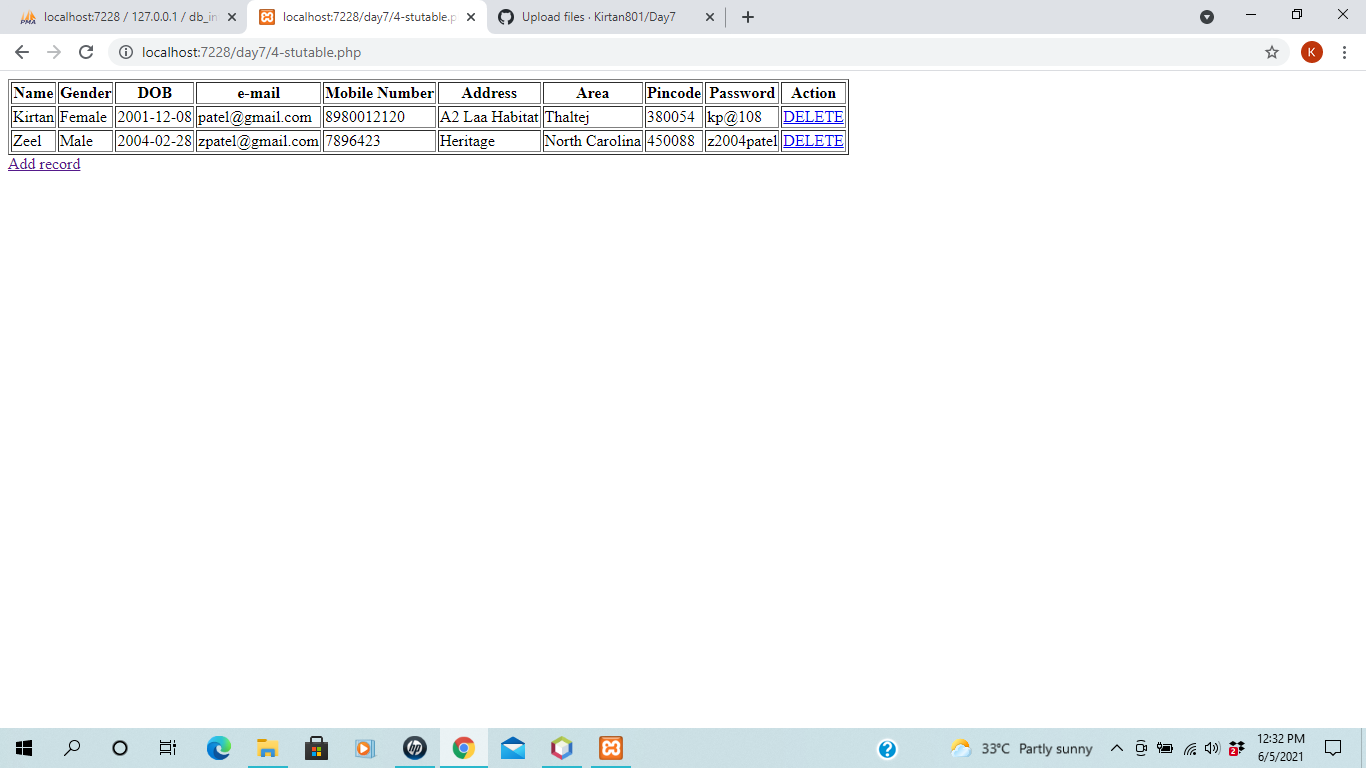 localhost:7228 / 127.0.0.1 / db_in
localhost:7228/day7/4-stutable.p
Upload files · Kirtan801/Day7
localhost:7228/day7/4-stutable.php
K
Name Gender DOB e-mail Mobile Number Address Area Pincode Password Action
Kirtan Female 2001-12-08 patel@gmail.com 8980012120 A2 Laa Habitat Thaltej 380054 kp@108 DELETE
Zeel Male 2004-02-28 zpatel@gmail.com 7896423 Heritage North Carolina 450088 z2004patel DELETE
Add record
33°C Partly sunny
12:32 PM
6/5/2021